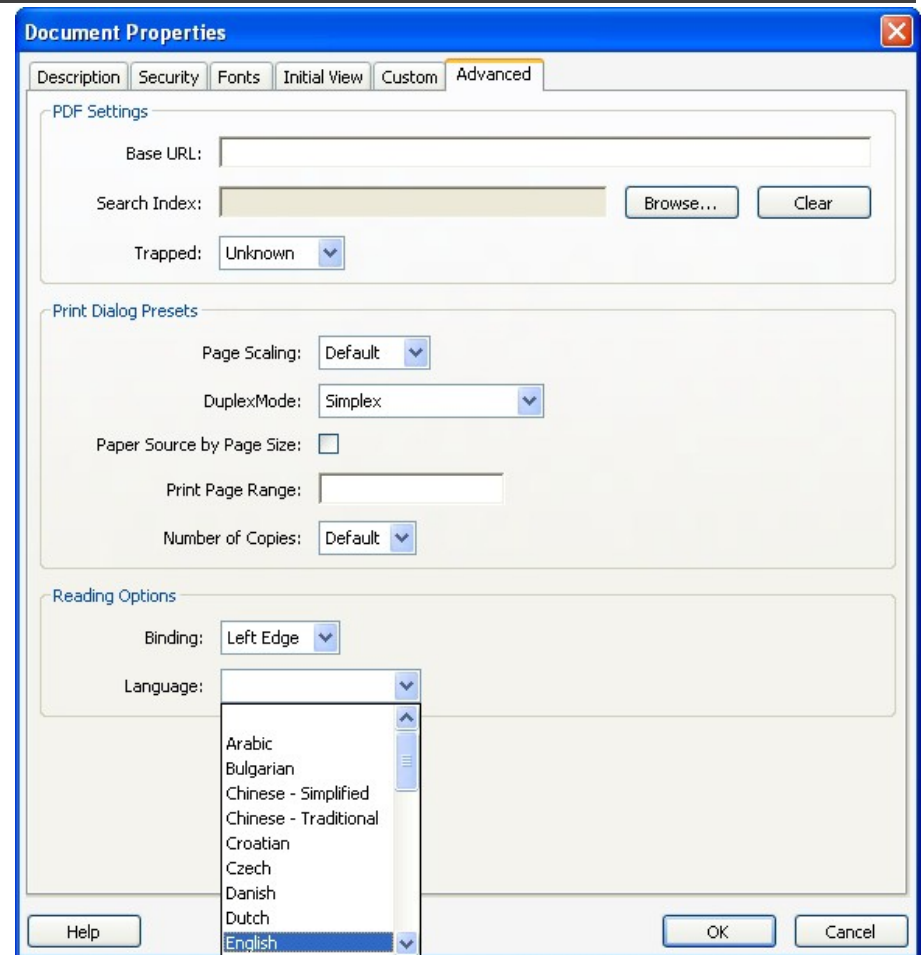 Document Properties
Description Security Fonts Initial View Custom Advanced
PDF Settings
Base URL:
Search Index: Browse... Clear
Trapped: Unknown
Print Dialog Presets
Page Scaling: Default
DuplexMode: Simplex
Paper Source by Page Size:
Print Page Range:
Number of Copies: Default
Reading Options
Binding: Left Edge
Language:
Arabic
Bulgarian
Chinese - Simplified
Chinese - Traditional
Croatian
Czech
Danish
Dutch
English
Help OK Cancel